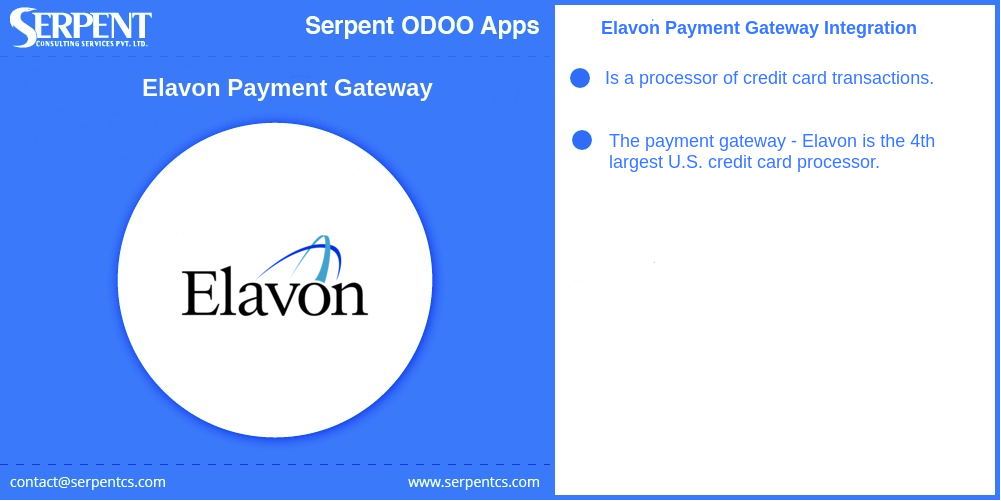 SERPENT
CONSULTING SERVICES PVT. LTD.
Serpent ODOO Apps
Elavon Payment Gateway
Elavon
contact@serpentcs.com
www.serpentcs.com
Elavon Payment Gateway Integration
Is a processor of credit card transactions.
The payment gateway - Elavon is the 4th
largest U.S. credit card processor.